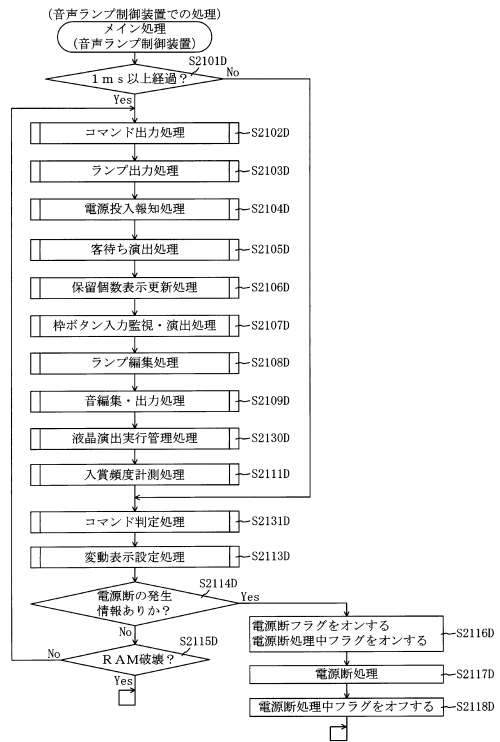 （音声ランプ制御装置での処理）
メイン処理
（音声ランプ制御装置）
S2101D
１ｍｓ以上経過？
No
Yes
コマンド出力処理
S2102D
ランプ出力処理
S2103D
電源投入報知処理
S2104D
客待ち演出処理
S2105D
保留個数表示更新処理
S2106D
枠ボタン入力監視・演出処理
S2107D
ランプ編集処理
S2108D
音編集・出力処理
S2109D
液晶演出実行管理処理
S2130D
入賞頻度計測処理
S2111D
コマンド判定処理
S2131D
変動表示設定処理
S2113D
S2114D
電源断の発生
情報ありか？
Yes
No
S2115D
ＲＡＭ破壊？
No
Yes
電源断フラグをオンする
電源断処理中フラグをオンする
S2116D
電源断処理
S2117D
電源断処理中フラグをオフする
S2118D